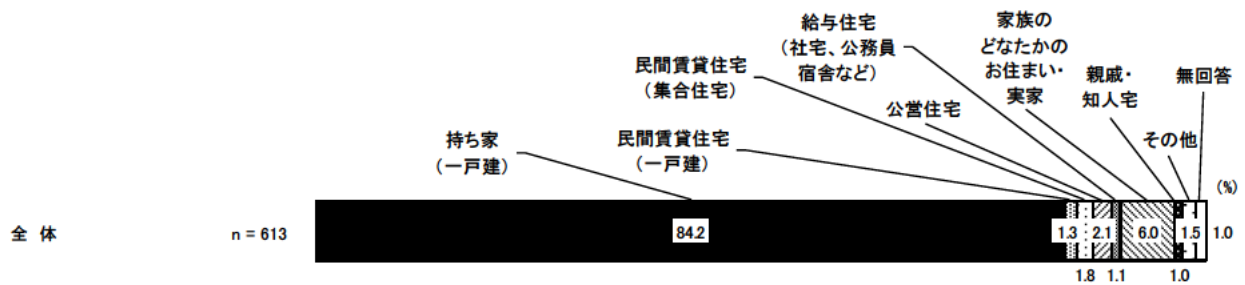 給与住宅
（社宅、公務員
宿舎など）
家族の
どなたかの
お住まい・
実家
民間賃貸住宅
（集合住宅）
親戚・
知人宅
無回答
公営住宅
持ち家
（一戸建）
民間賃貸住宅
（一戸建）
その他
(%)
全 体
n = 613
84.2
1.3
2.1
6.0
1.5
1.0
1.8
1.1
1.0